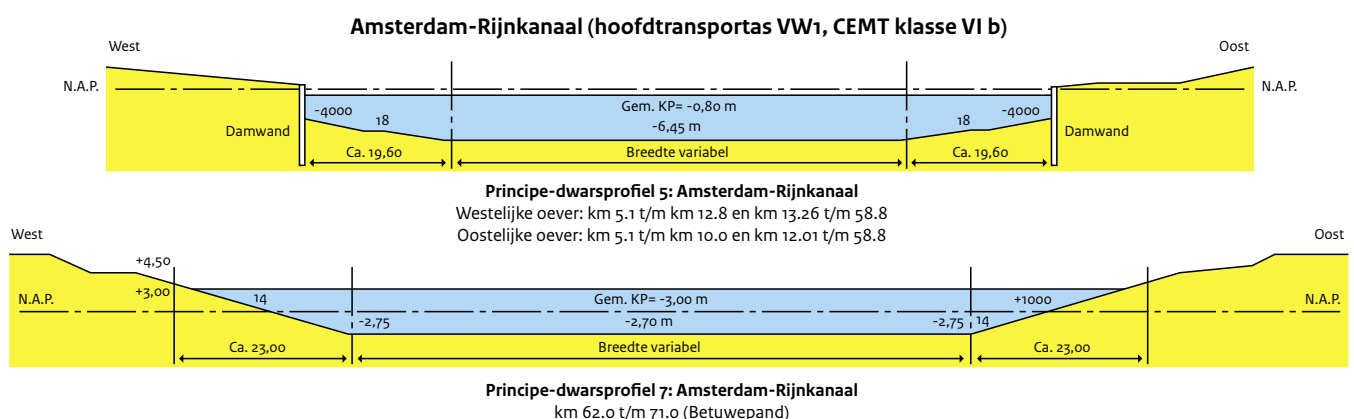 Amsterdam-Rijnkanaal (hoofdtransportas VW1, CEMT klasse VI b)
West
Oost
N.A.P.
N.A.P.
-4000
18
Gem. KP= -0,80 m
18
-4000
Damwand
-6,45 m
Damwand
Ca. 19,60
Breedte variabel
Ca. 19,60
Principe-dwarsprofiel 5: Amsterdam-Rijnkanaal
Westelijke oever: km 5.1 t/m km 12.8 en km 13.26 t/m 58.8
Oostelijke oever: km 5.1 t/m km 10.0 en km 12.01 t/m 58.8
West
Oost
+4,50
+3,00
N.A.P.
14
Gem. KP= -3,00 m
+1000
N.A.P.
-2,75
-2,70 m
-2,75
14
Ca. 23,00
Breedte variabel
Ca. 23,00
Principe-dwarsprofiel 7: Amsterdam-Rijnkanaal
km 62.0 t/m 71.0 (Betuwepand)